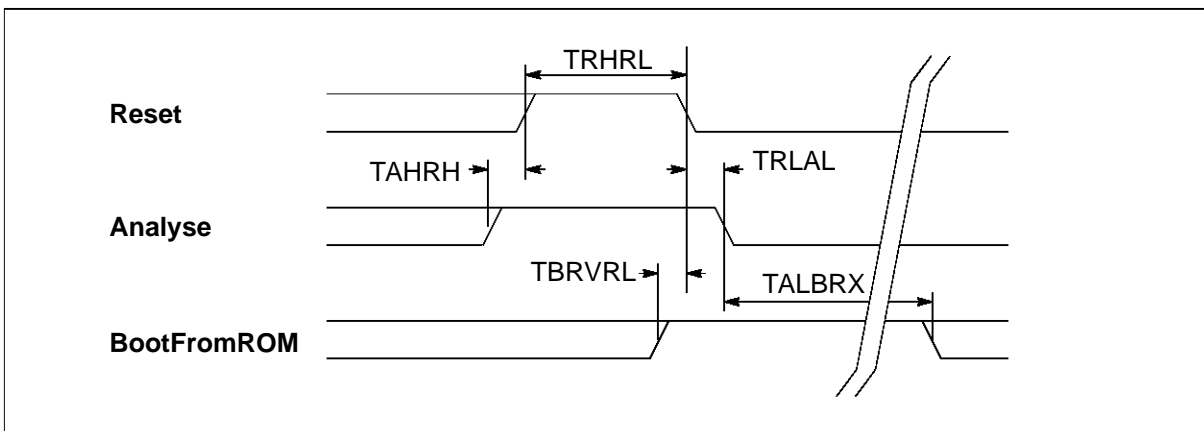 TRHRL
Reset
TAHRH
TRLAL
Analyse
TBRVRL
TALBRX
BootFromROM